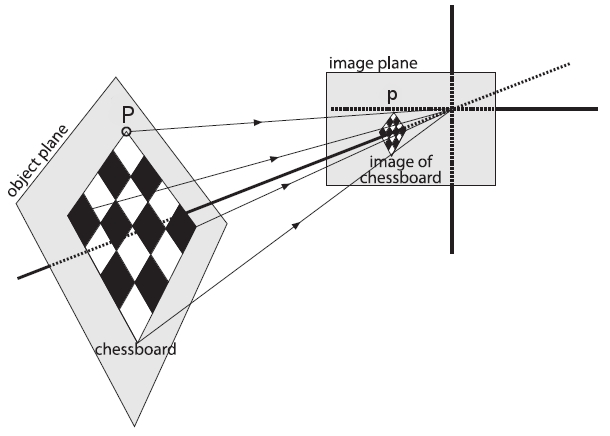 image plane
p
P
object plane
image of
chessboard
chessboard